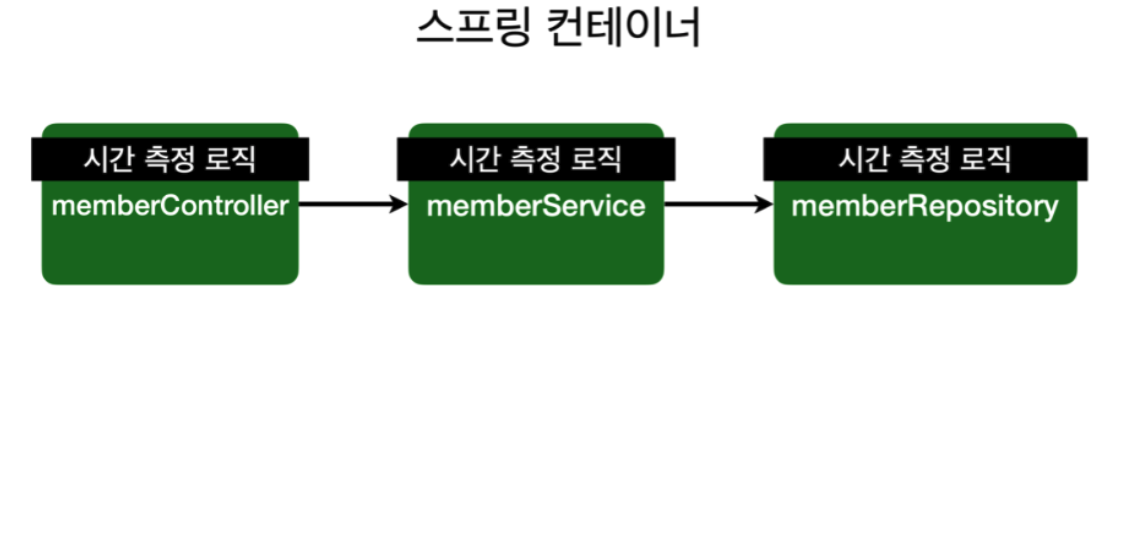 스프링 컨테이너
시간 측정 로직
memberController
시간 측정 로직
memberService
시간 측정 로직
memberRepository